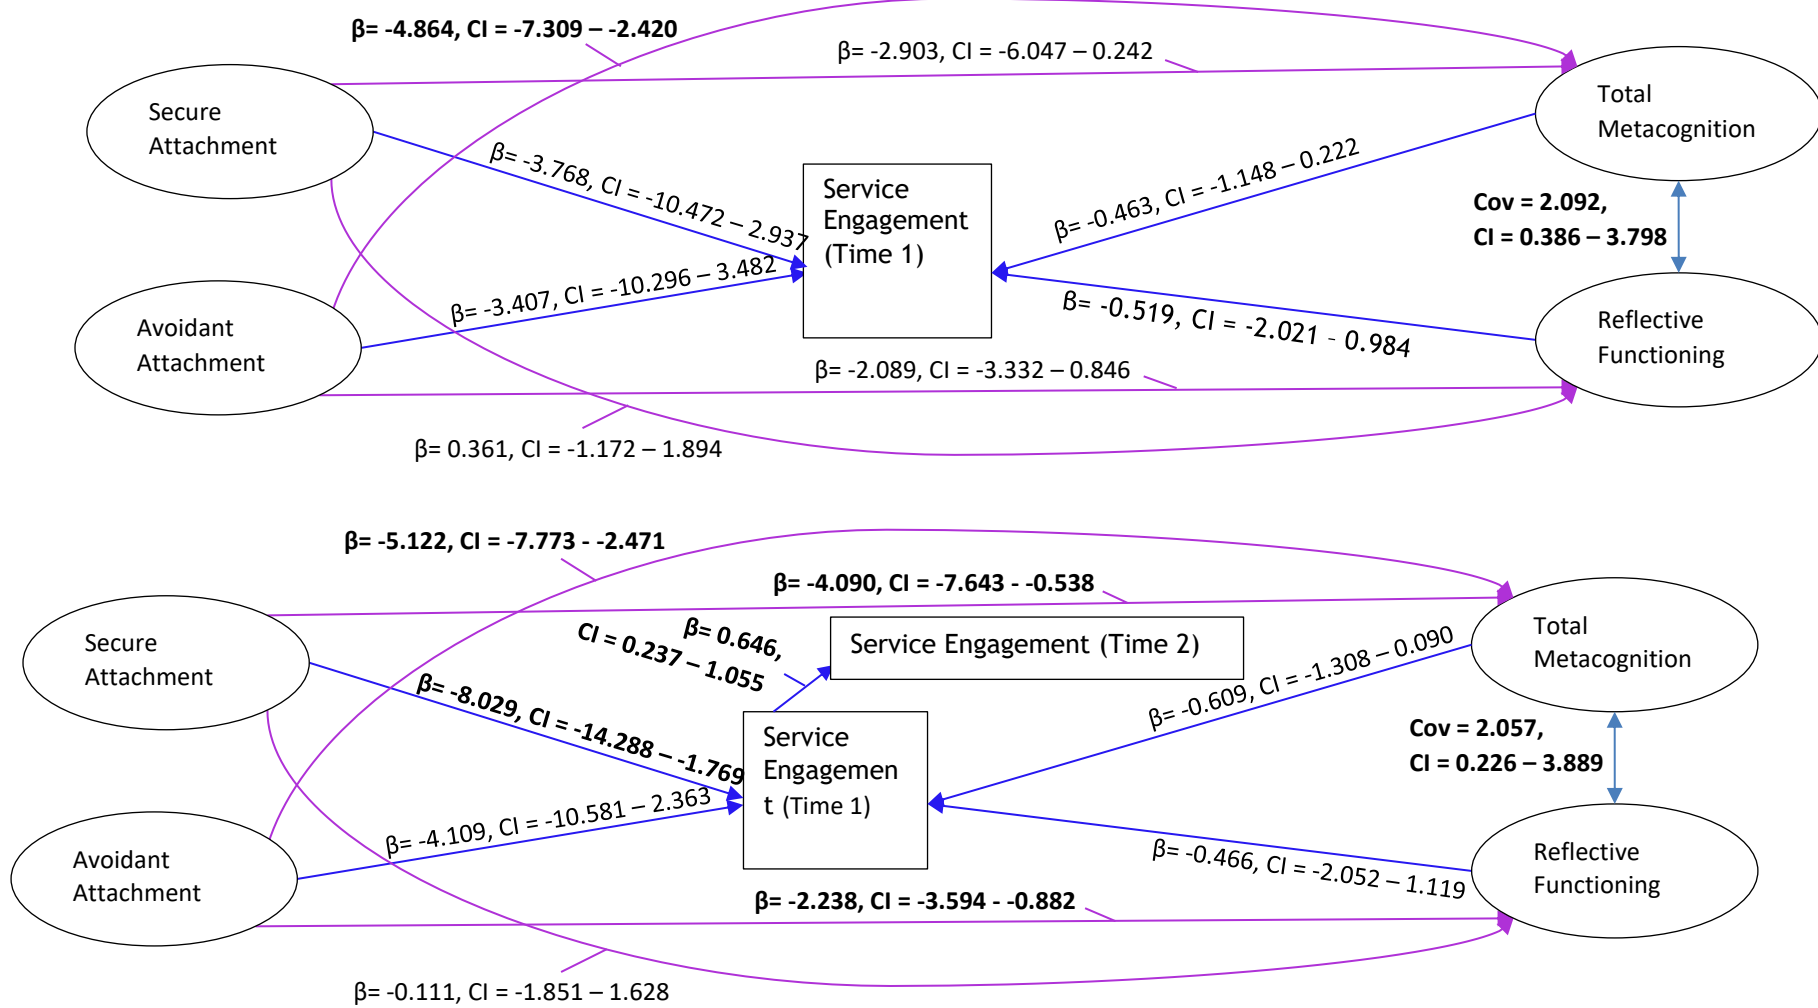 β= -4.864, CI = -7.309 – -2.420
β= -2.903, CI = -6.047 – 0.242
Secure
Attachment
Total
Metacognition
β= -3.768, CI = -10.472 – 2.937
Service
Engagement
(Time 1)
β= -0.463, CI = -1.148 – 0.222
Cov = 2.092,
CI = 0.386 – 3.798
β= -3.407, CI = -10.296 – 3.482
β= -0.519, CI = -2.021 - 0.984
Avoidant
Attachment
Reflective
Functioning
β= -2.089, CI = -3.332 – 0.846
β= 0.361, CI = -1.172 – 1.894
β= -5.122, CI = -7.773 - -2.471
β= -4.090, CI = -7.643 - -0.538
Secure
Attachment
β= 0.646,
CI = 0.237 – 1.055
Service Engagement (Time 2)
Total
Metacognition
β= -8.029, CI = -14.288 – -1.769
Service
Engagemen
t (Time 1)
β= -0.609, CI = -1.308 – 0.090
Cov = 2.057,
CI = 0.226 – 3.889
β= -4.109, CI = -10.581 – 2.363
β= -0.466, CI = -2.052 – 1.119
Avoidant
Attachment
Reflective
Functioning
β= -2.238, CI = -3.594 - -0.882
β= -0.111, CI = -1.851 – 1.628